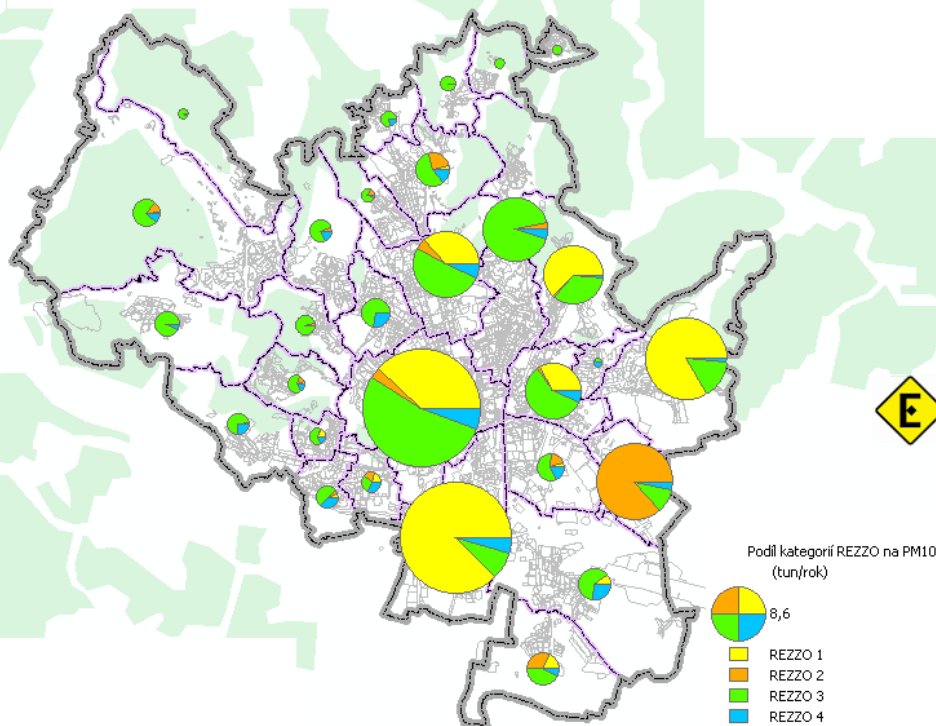 E
Podíl kategorií REZZO na PM10
(tun/rok)
8,6
REZZO 1
REZZO 2
REZZO 3
REZZO 4